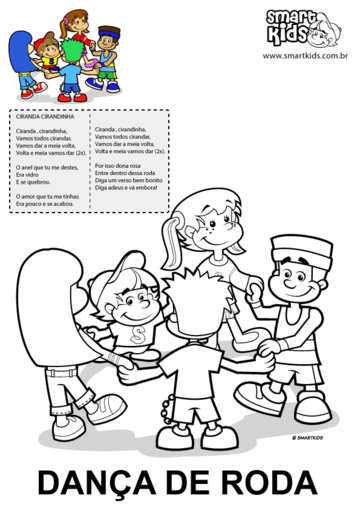 smart
Kids
www.smartkids.com.br
CIRANDA CIRANDINHA
Ciranda , cirandinha,
Vamos todos cirandar,
Vamos dar a meia volta,
Volta e meia vamos dar (2x).
O anel que tu me destes,
Era vidro
E se quebrou.
O amor que tu me tinhas
Era pouco e se acabou.
Ciranda , cirandinha,
Vamos todos cirandar,
Vamos dar a meia volta,
Volta e meia vamos dar (2x).
Por isso dona rosa
Entre dentro dessa roda
Diga um verso bem bonito
Diga adeus e vá embora!
S
© SMARTKIDS
DANÇA DE RODA